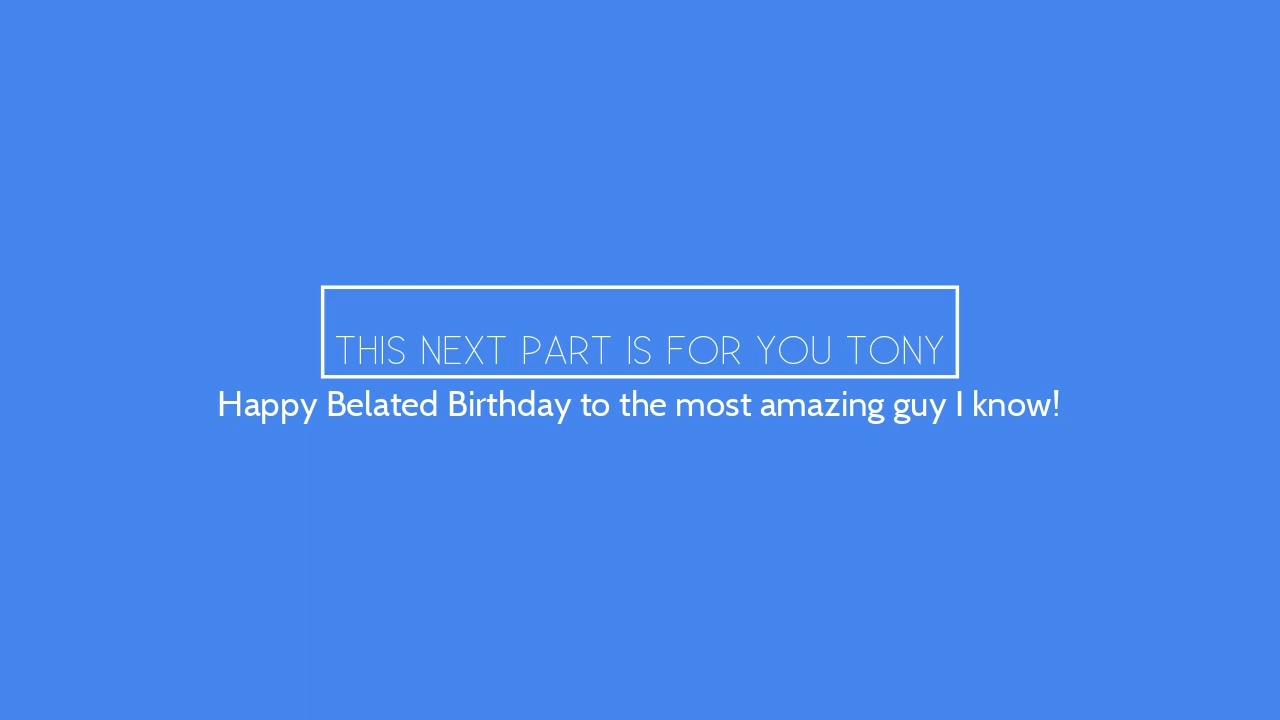 THIS NEXT PART IS FOR YOU TONY
Happy Belated Birthday to the most amazing guy I know!